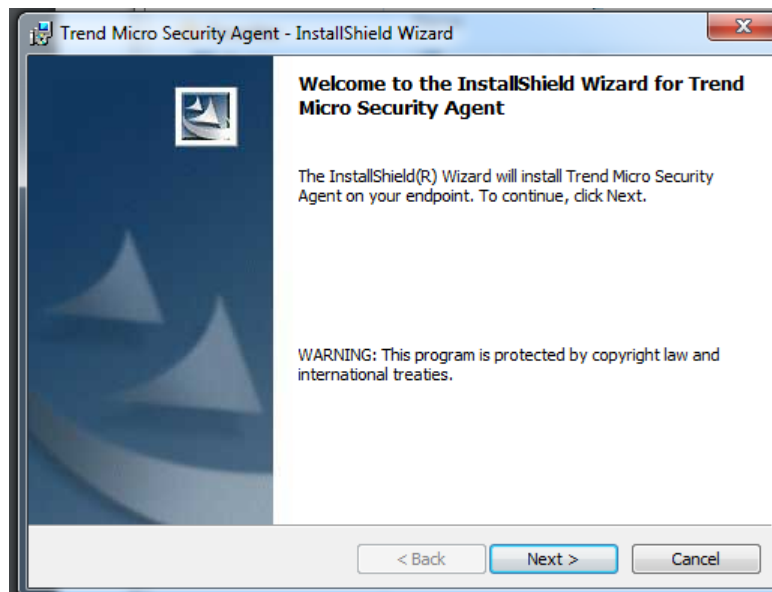 Trend Micro Security Agent - InstallShield Wizard
Welcome to the InstallShield Wizard for Trend
Micro Security Agent
The InstallShield(R) Wizard will install Trend Micro Security
Agent on your endpoint. To continue, click Next.
WARNING: This program is protected by copyright law and
international treaties.
< Back
Next >
Cancel